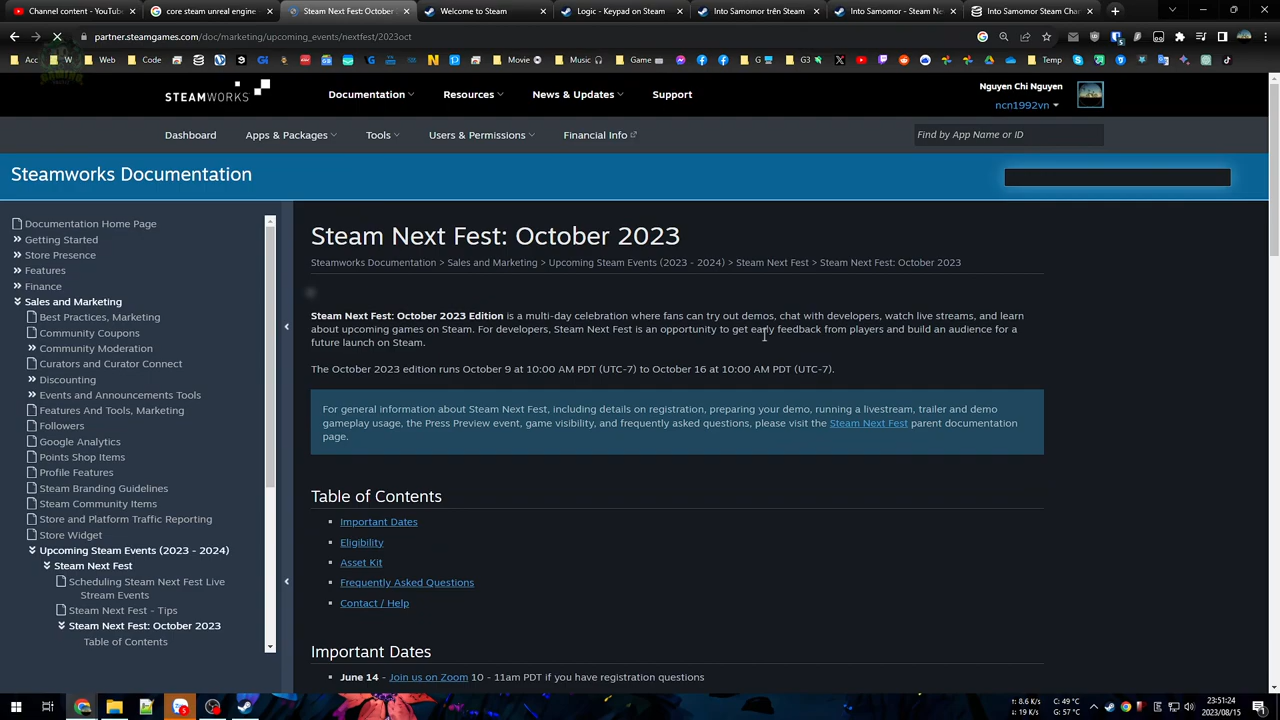 Channel content - YouTube
core steam unreal engine
Steam Next Fest: October
Welcome to Steam
Logic - Keypad on Steam
Into Samomor trên Steam
Into Samomor - Steam Ne
Into Samomor Steam Char
partner.steamgames.com/doc/marketing/upcoming_events/nextfest/2023oct
Acc
Web
Code
Movie
Music
Game
G
G3
Temp
STEAMWORKS
Documentation
Resources
News & Updates
Support
Nguyen Chi Nguyen
ncn1992vn
Dashboard
Apps & Packages
Tools
Users & Permissions
Financial Info
Find by App Name or ID
Steamworks Documentation
Documentation Home Page
Getting Started
Store Presence
Features
Finance
Sales and Marketing
Best Practices, Marketing
Community Coupons
Community Moderation
Curators and Curator Connect
Discounting
Events and Announcements Tools
Features And Tools, Marketing
Followers
Google Analytics
Points Shop Items
Profile Features
Steam Branding Guidelines
Steam Community Items
Store and Platform Traffic Reporting
Store Widget
Upcoming Steam Events (2023 - 2024)
Steam Next Fest
Scheduling Steam Next Fest Live
Stream Events
Steam Next Fest - Tips
Steam Next Fest: October 2023
Table of Contents
Steam Next Fest: October 2023
Steamworks Documentation > Sales and Marketing > Upcoming Steam Events (2023 - 2024) > Steam Next Fest > Steam Next Fest: October 2023
Steam Next Fest: October 2023 Edition is a multi-day celebration where fans can try out demos, chat with developers, watch live streams, and learn
about upcoming games on Steam. For developers, Steam Next Fest is an opportunity to get early feedback from players and build an audience for a
future launch on Steam.
The October 2023 edition runs October 9 at 10:00 AM PDT (UTC-7) to October 16 at 10:00 AM PDT (UTC-7).
For general information about Steam Next Fest, including details on registration, preparing your demo, running a livestream, trailer and demo
gameplay usage, the Press Preview event, game visibility, and frequently asked questions, please visit the Steam Next Fest parent documentation
page.
Table of Contents
Important Dates
Eligibility
Asset Kit
Frequently Asked Questions
Contact / Help
Important Dates
June 14 - Join us on Zoom 10 - 11am PDT if you have registration questions
↑: 8.6 K/s
↓: 19 K/s
C: 49 °C
G: 57 °C
23:51:24
2023/08/15